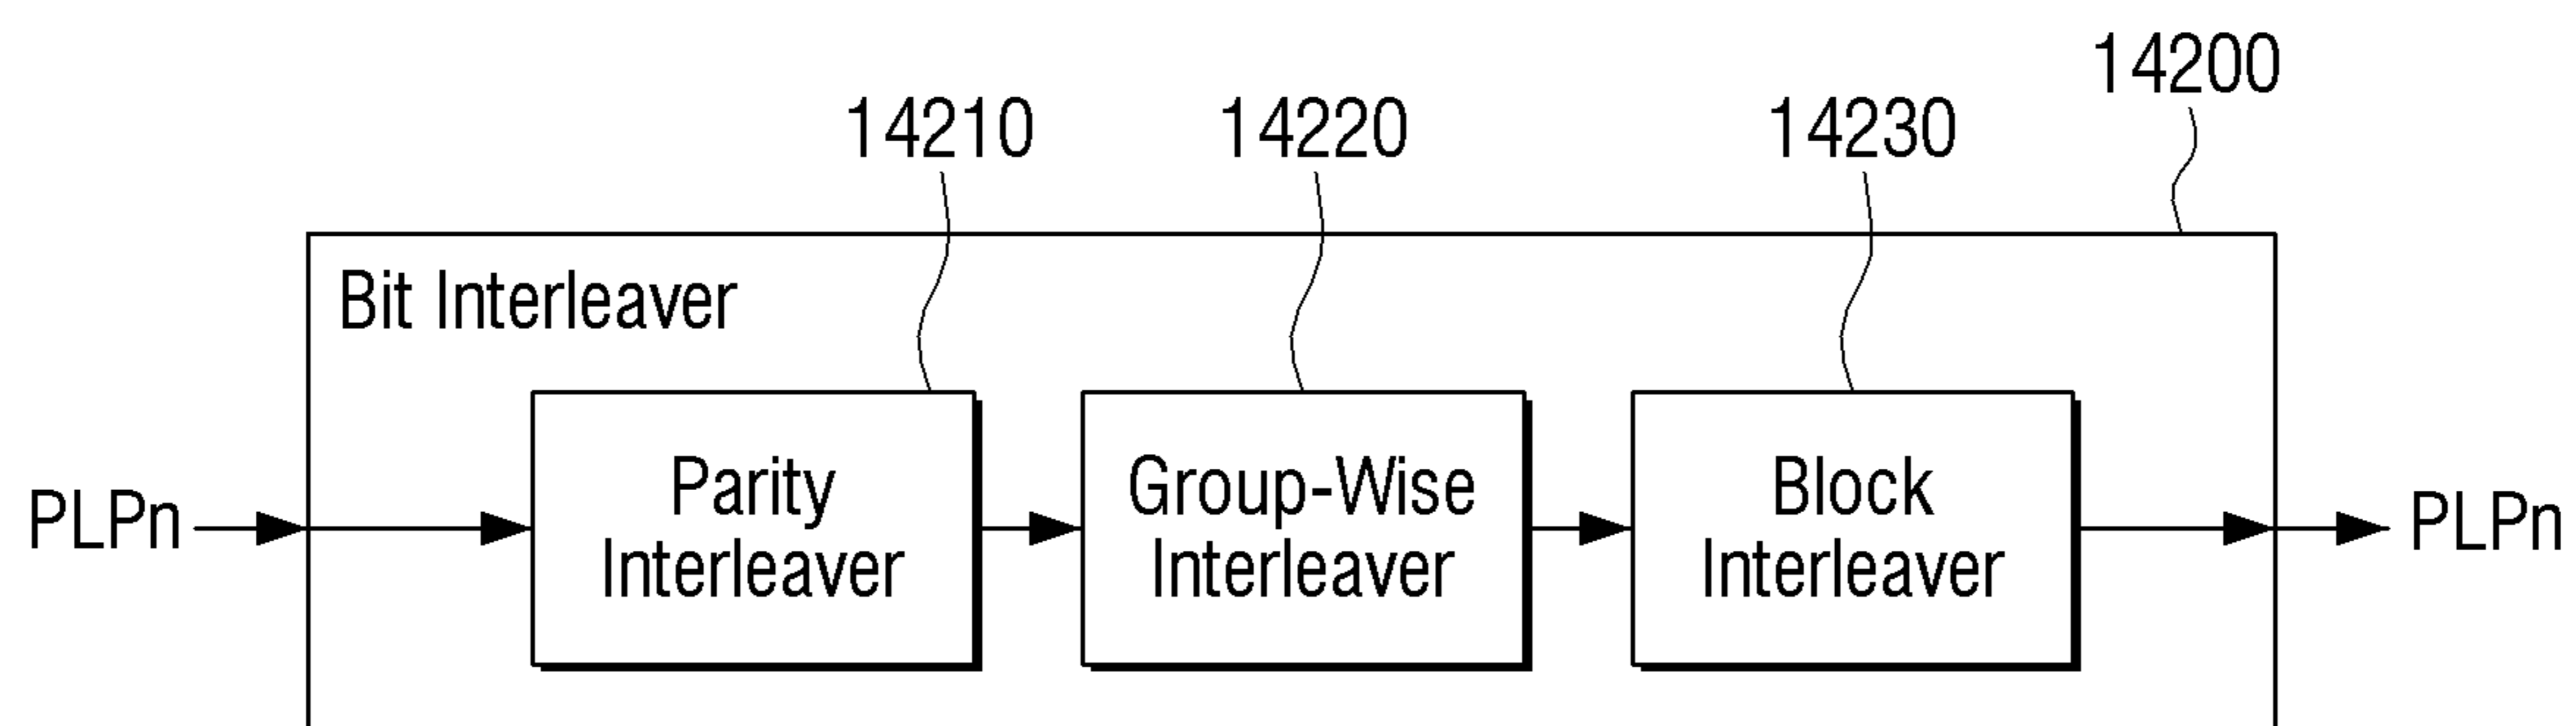 14200
14210 14220 14230
Bit Interleaver
PLPn
Parity
Interleaver
Group-Wise
Interleaver
Block
Interleaver
PLPn